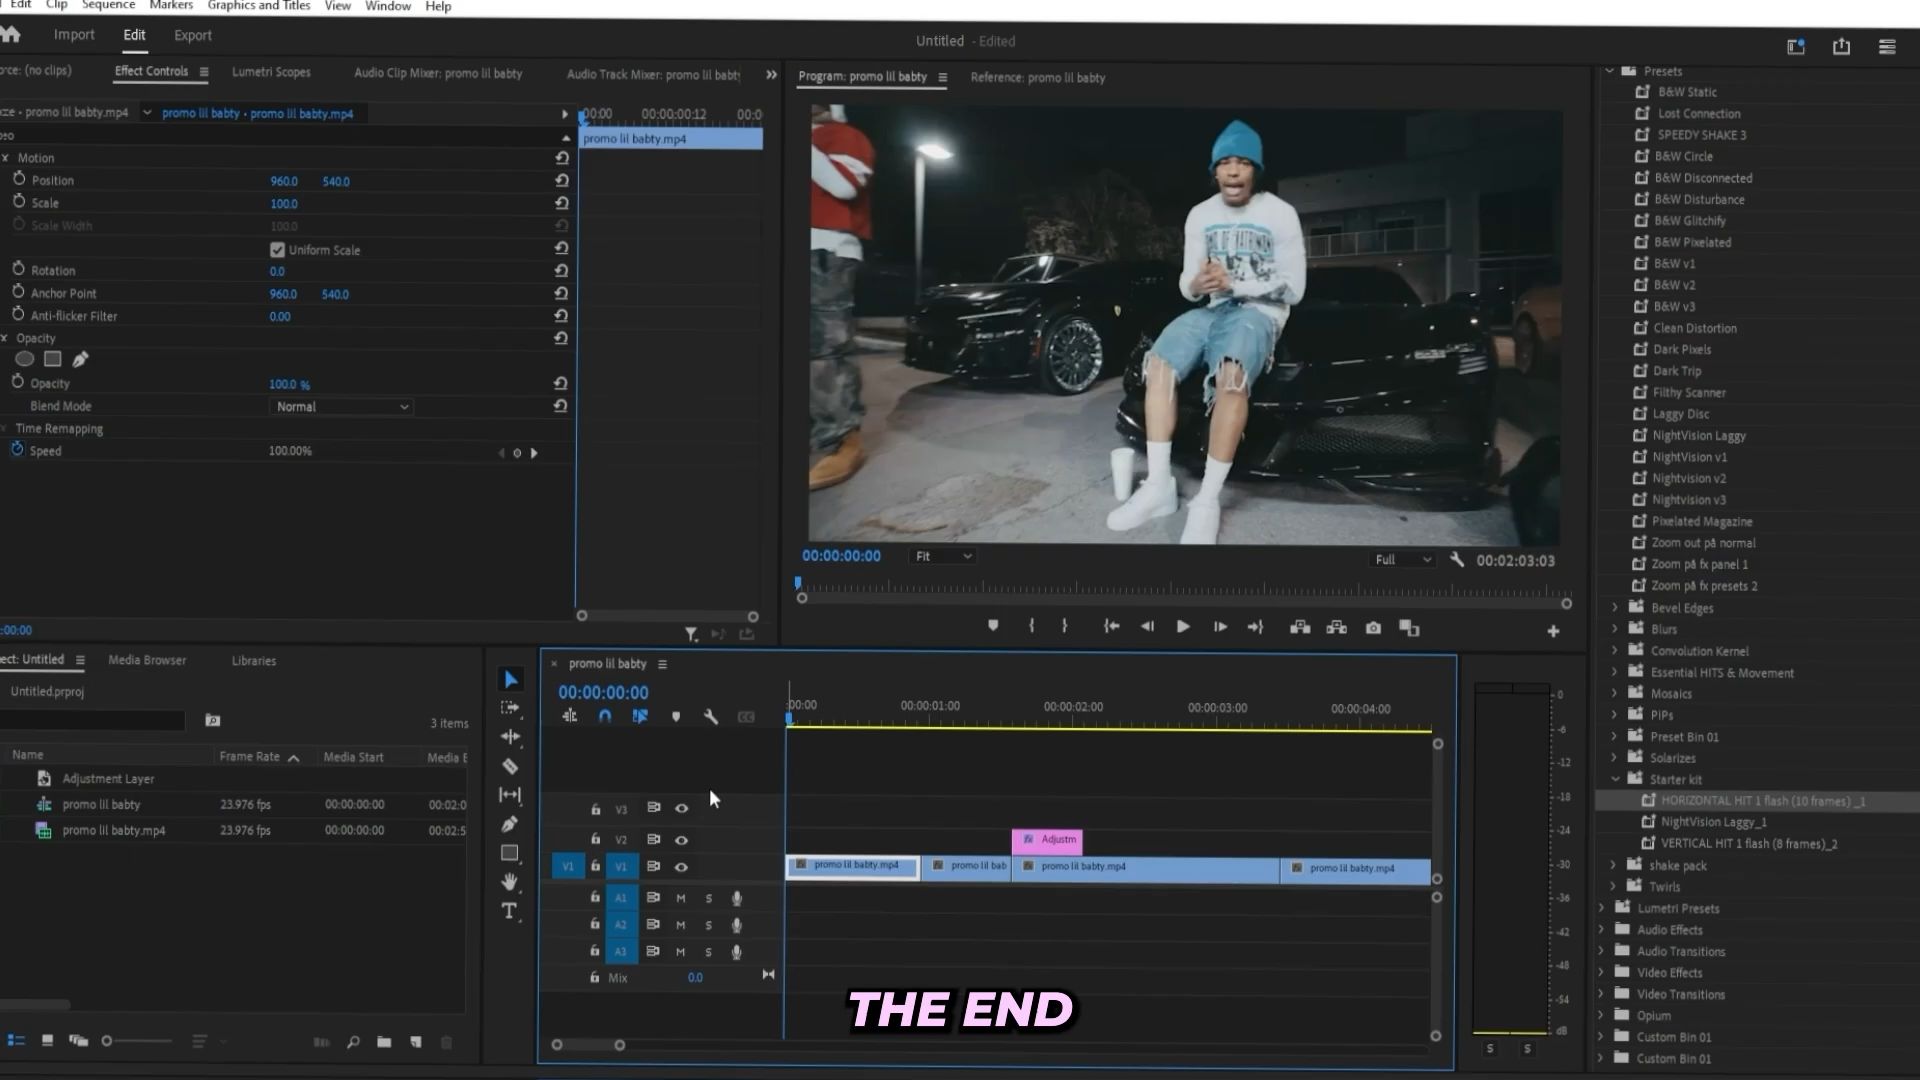 Edit Clip Sequence Markers Graphics and Titles View Window Help
Import Edit Export
Untitled - Edited
(no clips) Effect Controls Lumetri Scopes Audio Clip Mixer: promo lil babty Audio Track Mixer: promo lil babty
promo lil babty.mp4 promo lil babty • promo lil babty.mp4
:00:00 00:00:00:12 00:0
promo lil babty.mp4
Motion
Position 960.0 540.0
Scale 100.0
Scale Width 100.0
Uniform Scale
Rotation 0.0
Anchor Point 960.0 540.0
Anti-flicker Filter 0.00
Opacity
Opacity 100.0 %
Blend Mode Normal
Time Remapping
Speed 100.00%
:00:00
Program: promo lil babty Reference: promo lil babty
00:00:00:00 Fit Full 00:02:03:03
Presets
B&W Static
Lost Connection
SPEEDY SHAKE 3
B&W Circle
B&W Disconnected
B&W Disturbance
B&W Glitchify
B&W Pixelated
B&W v1
B&W v2
B&W v3
Clean Distortion
Dark Pixels
Dark Trip
Filthy Scanner
Laggy Disc
NightVision Laggy
NightVision v1
Nightvision v2
Nightvision v3
Pixelated Magazine
Zoom out på normal
Zoom på fx panel 1
Zoom på fx presets 2
Bevel Edges
Blurs
Convolution Kernel
Essential HITS & Movement
Mosaics
PiPs
Preset Bin 01
Solarizes
Starter kit
HORIZONTAL HIT 1 flash (10 frames) _1
NightVision Laggy_1
VERTICAL HIT 1 flash (8 frames)_2
shake pack
Twirls
Lumetri Presets
Audio Effects
Audio Transitions
Video Effects
Video Transitions
Opium
Custom Bin 01
Custom Bin 01
ect: Untitled Media Browser Libraries
Untitled.prproj
3 items
Name Frame Rate Media Start Media E
Adjustment Layer
promo lil babty 23.976 fps 00:00:00:00 00:02:0
promo lil babty.mp4 23.976 fps 00:00:00:00 00:02:5
promo lil babty
00:00:00:00
:00:00 00:00:01:00 00:00:02:00 00:00:03:00 00:00:04:00
V3
V2 Adjustm
V1 V1 promo lil babty.mp4 promo lil bab promo lil babty.mp4 promo lil babty.mp4
A1 M S
A2 M S
A3 M S
Mix 0.0
0
-6
-12
-18
-24
-30
-36
-42
-48
-54
dB
S S
THE END